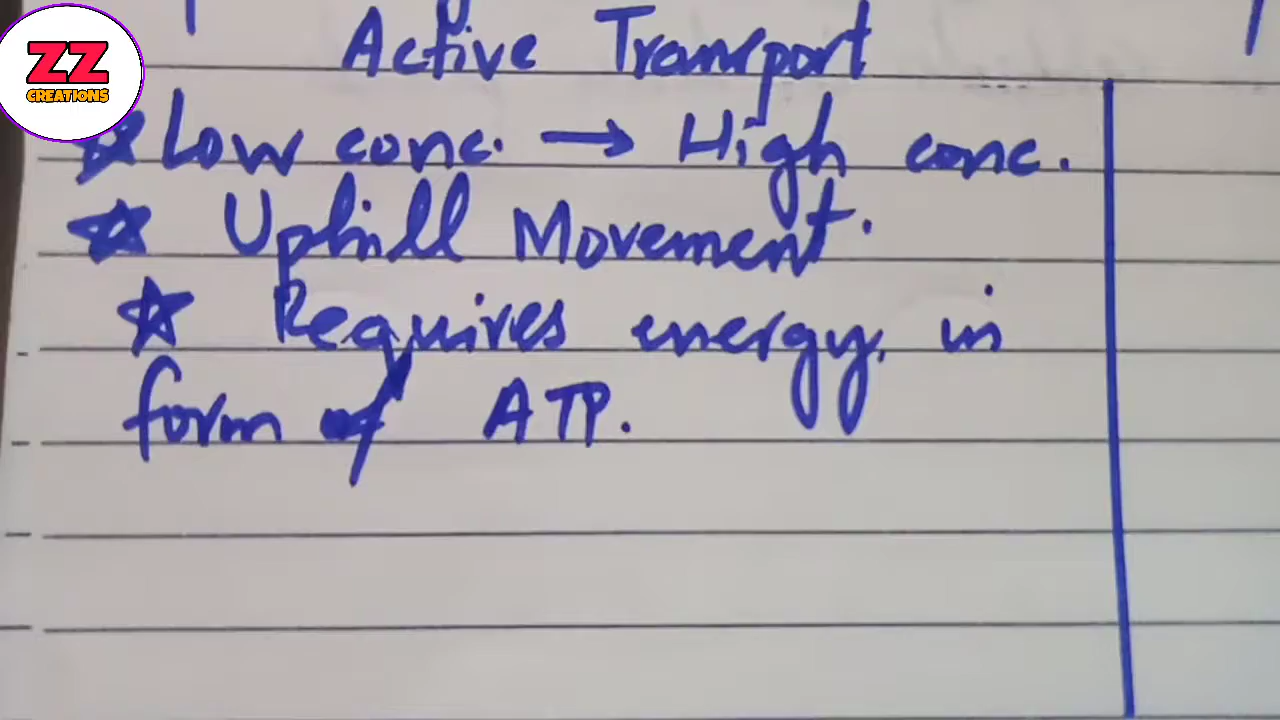 ZZ
CREATIONS
Active Transport
☆ Low conc. → High conc.
☆ Uphill Movement.
☆ Requires energy, in
form of ATP.